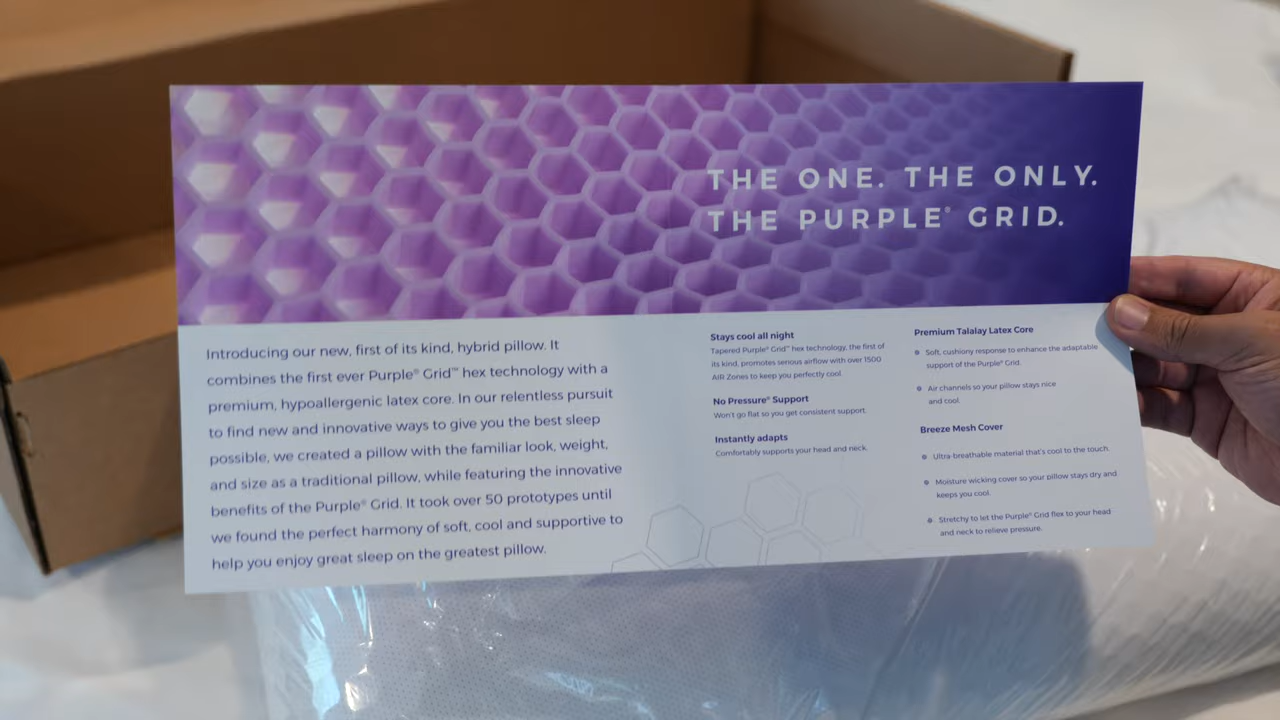 THE ONE. THE ONLY.
THE PURPLE® GRID.
Introducing our new, first of its kind, hybrid pillow. It
combines the first ever Purple® Grid™ hex technology with a
premium, hypoallergenic latex core. In our relentless pursuit
to find new and innovative ways to give you the best sleep
possible, we created a pillow with the familiar look, weight,
and size as a traditional pillow, while featuring the innovative
benefits of the Purple® Grid. It took over 50 prototypes until
we found the perfect harmony of soft, cool and supportive to
help you enjoy great sleep on the greatest pillow.
Stays cool all night
Tapered Purple® Grid™ hex technology, the first of
its kind, promotes serious airflow with over 1500
AIR Zones to keep you perfectly cool.
No Pressure® Support
Won't go flat so you get consistent support.
Instantly adapts
Comfortably supports your head and neck.
Premium Talalay Latex Core
Soft, cushiony response to enhance the adaptable
support of the Purple® Grid.
Air channels so your pillow stays nice
and cool.
Breeze Mesh Cover
Ultra-breathable material that's cool to the touch.
Moisture wicking cover so your pillow stays dry and
keeps you cool.
Stretchy to let the Purple® Grid flex to your head
and neck to relieve pressure.